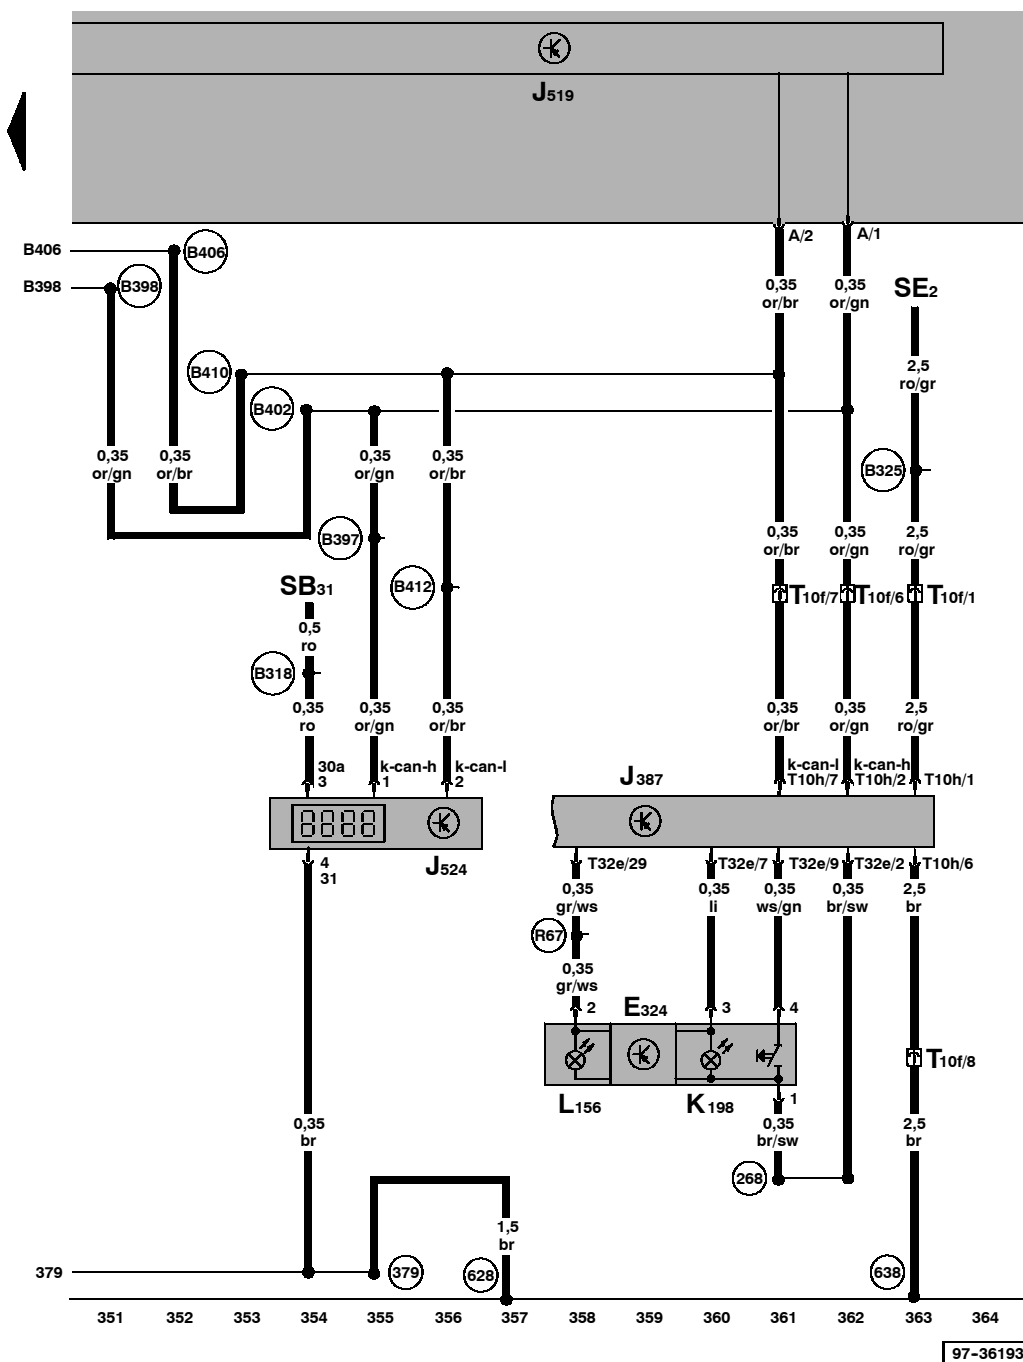 J519
A/2
A/1
B406
B406
B398
B398
0,35
or/br
0,35
or/gn
SE2
B410
B402
2,5
ro/gr
0,35
or/gn
0,35
or/br
0,35
or/gn
0,35
or/br
B325
B397
0,35
or/br
0,35
or/gn
2,5
ro/gr
SB31
B412
T10f/7
T10f/6
T10f/1
0,5
ro
B318
0,35
ro
0,35
or/gn
0,35
or/br
0,35
or/br
0,35
or/gn
2,5
ro/gr
30a
3
k-can-h
1
k-can-l
2
k-can-l
T10h/7
k-can-h
T10h/2
T10h/1
J387
J524
4
31
T32e/29
T32e/7
T32e/9
T32e/2
T10h/6
0,35
gr/ws
0,35
li
0,35
ws/gn
0,35
br/sw
2,5
br
R67
0,35
gr/ws
2
E324
3
4
T10f/8
L156
K198
1
0,35
br
0,35
br/sw
2,5
br
268
1,5
br
379
379
628
638
351 352 353 354 355 356 357 358 359 360 361 362 363 364
97-36193